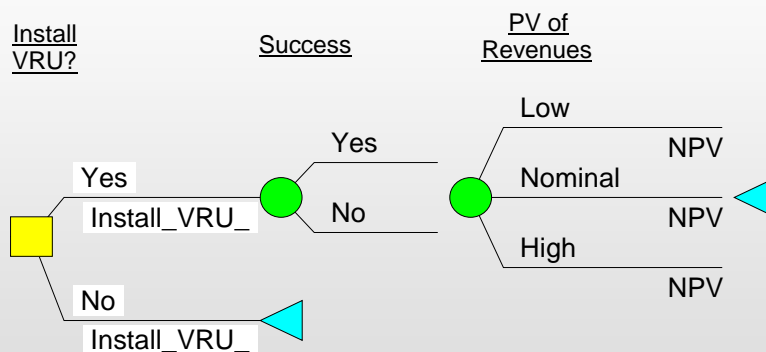 Install
VRU?
Success
PV of
Revenues
Low
NPV
Yes
Yes
Nominal
Install_VRU_
No
NPV
High
No
NPV
Install_VRU_